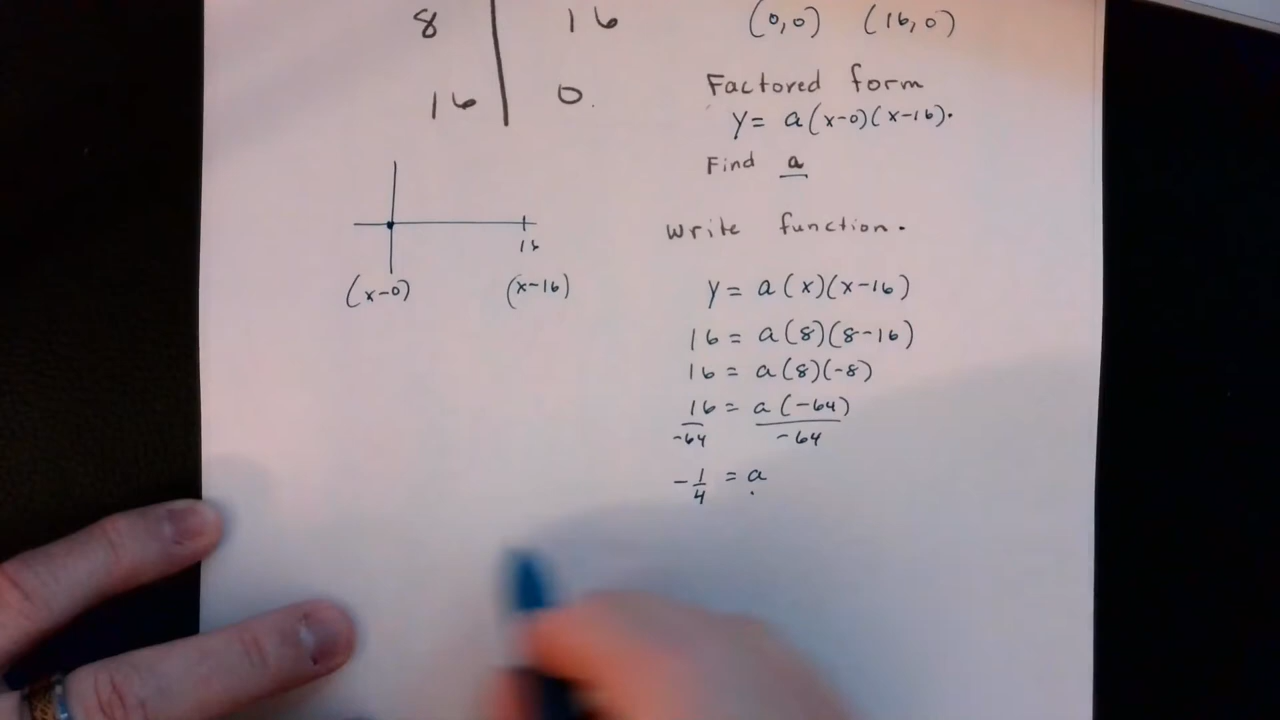 8 | 16
16 | 0.
16
(x-0) (x-16)
(0,0) (16,0)
Factored form
y= a(x-0)(x-16).
Find a
Write function.
y= a(x)(x-16)
16= a(8)(8-16)
16= a(8)(-8)
16/-64 = a(-64)/-64
-1/4 = a